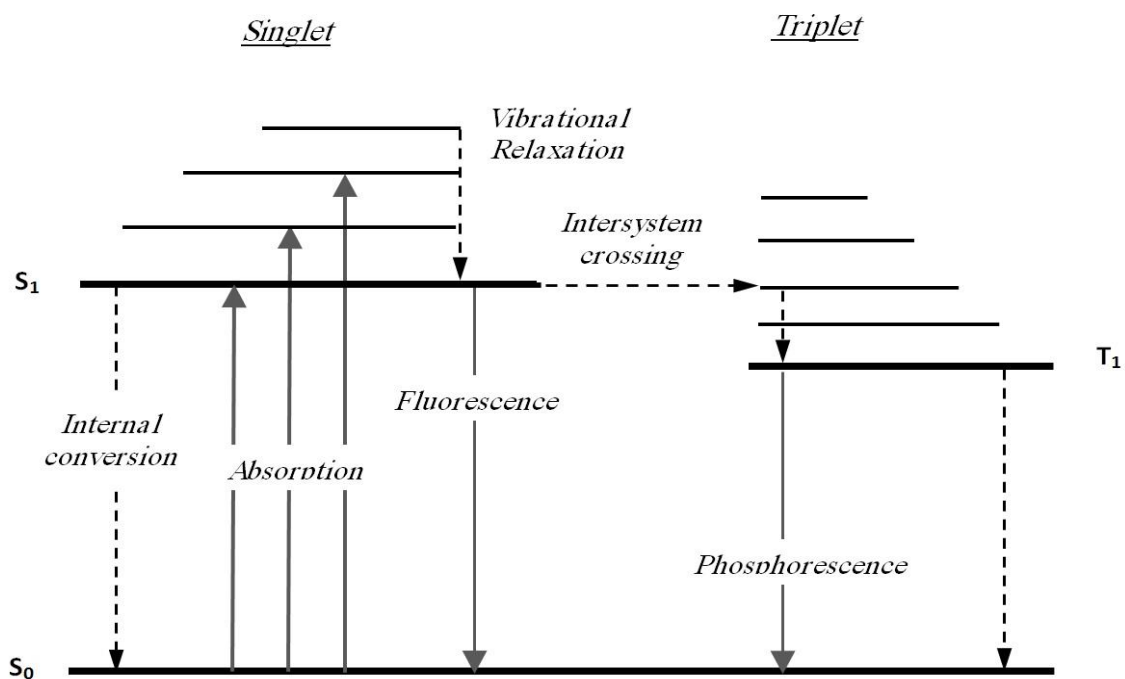 Singlet
Triplet
Vibrational
Relaxation
Intersystem
crossing
S₁
T₁
Fluorescence
Internal
conversion
Absorption
Phosphorescence
S₀